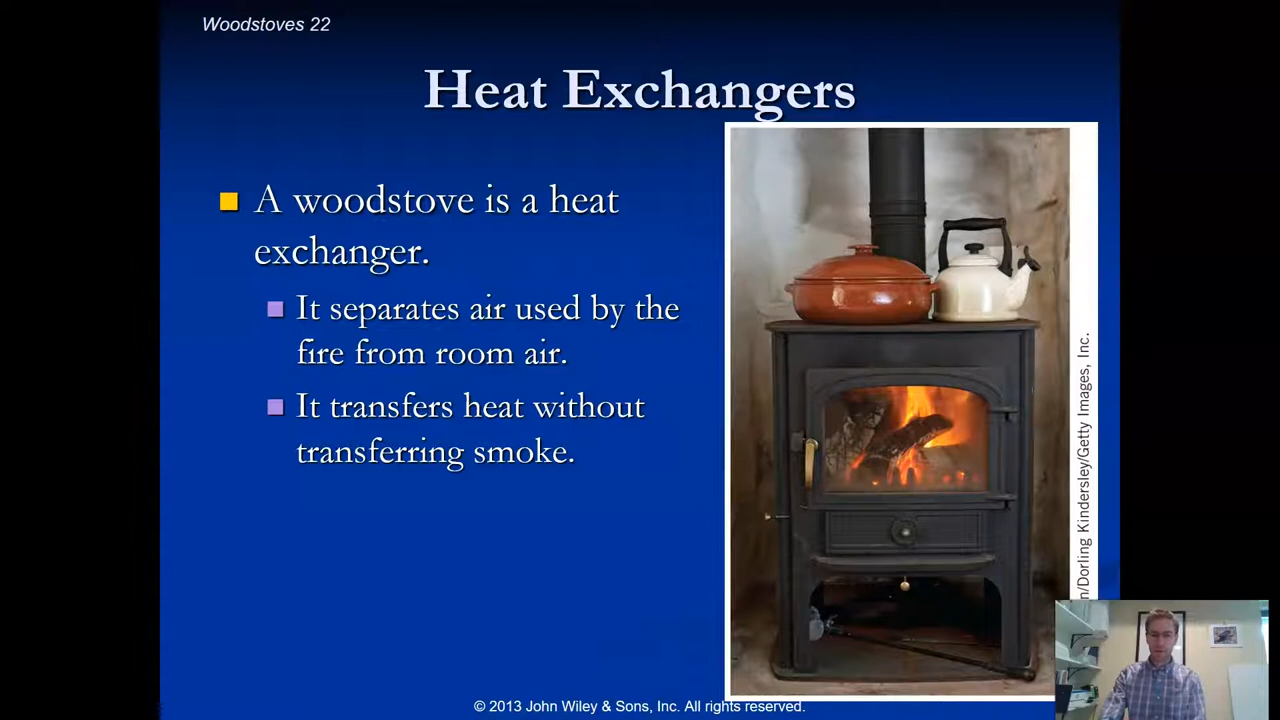 Woodstoves 22
Heat Exchangers
A woodstove is a heat
exchanger.
It separates air used by the
fire from room air.
It transfers heat without
transferring smoke.
/Dorling Kindersley/Getty Images, Inc.
© 2013 John Wiley & Sons, Inc. All rights reserved.